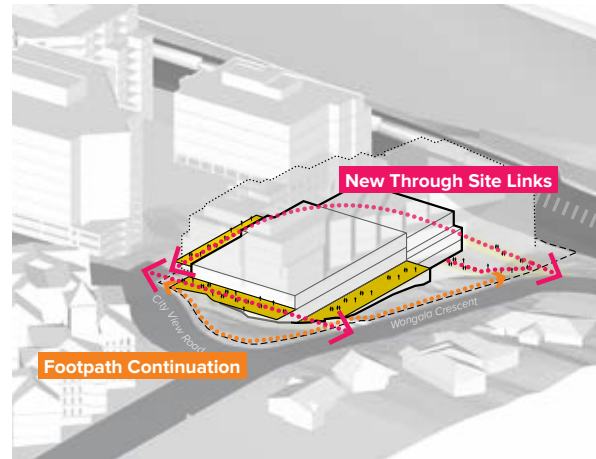 New Through Site Links
Wongala Crescent
City View Road
Footpath Continuation